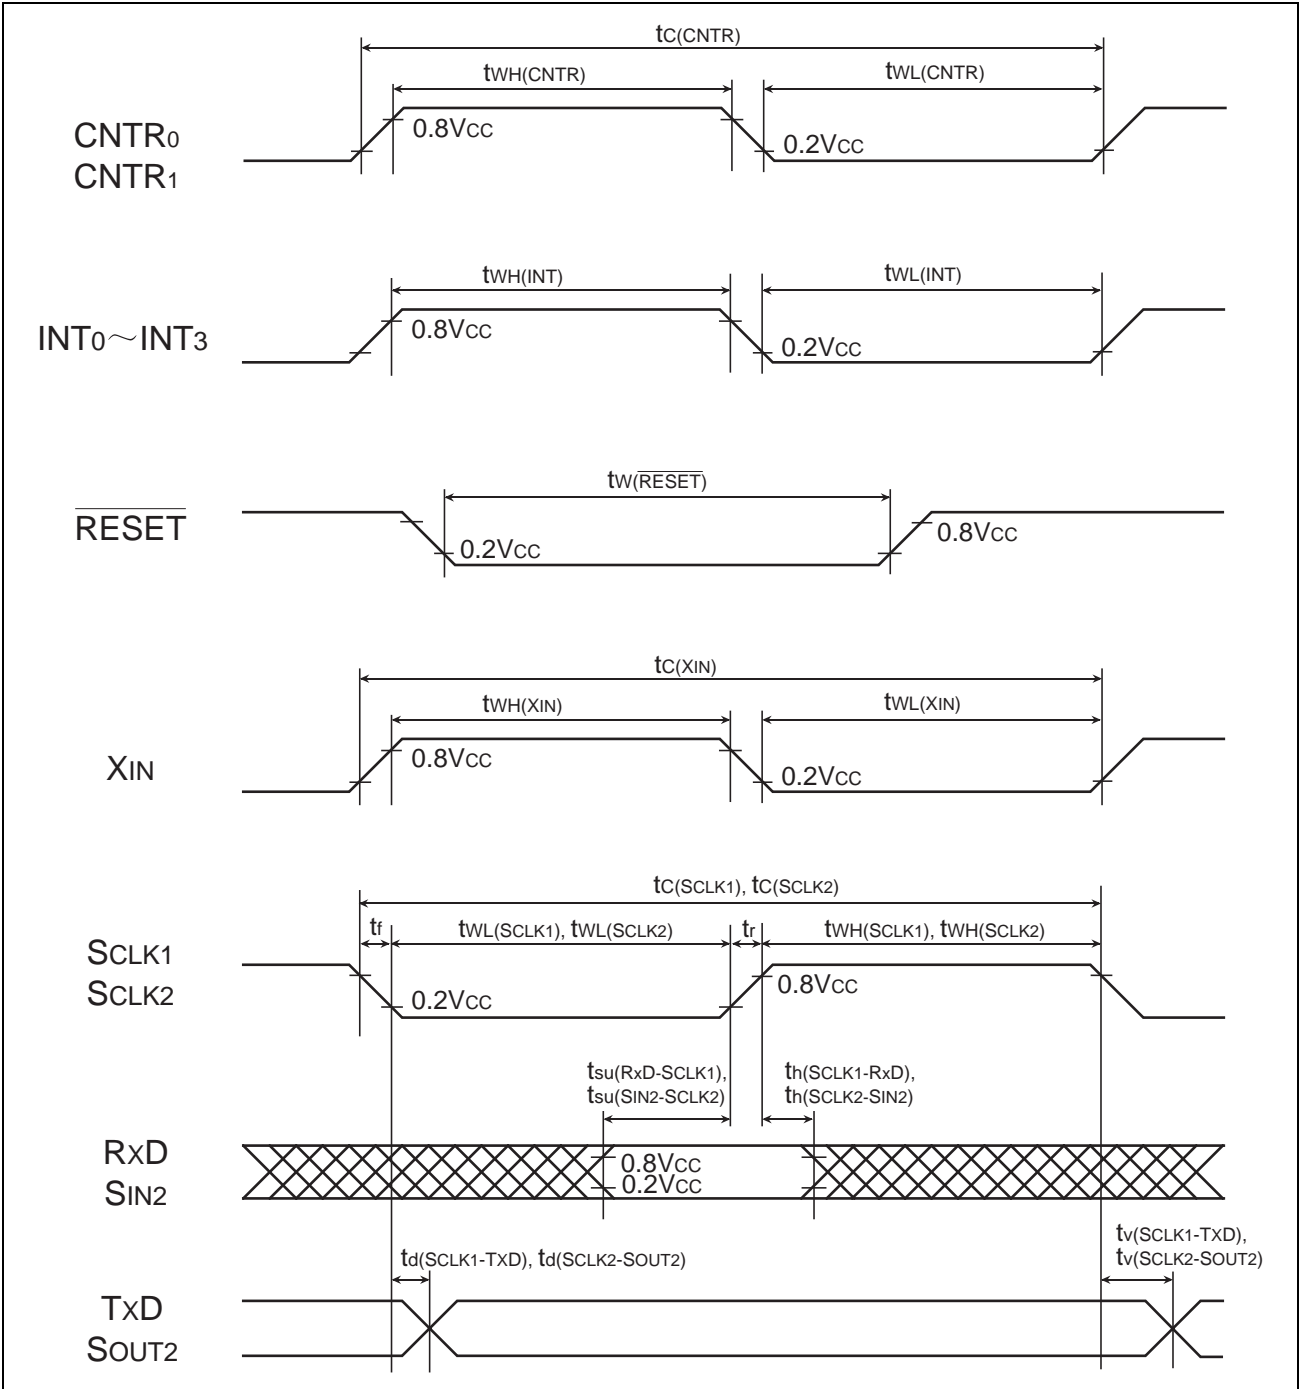 tC(CNTR)
tWH(CNTR)
tWL(CNTR)
CNTR0
CNTR1
0.8VCC
0.2VCC
tWH(INT)
tWL(INT)
INT0～INT3
0.8VCC
0.2VCC
tW(RESET)
RESET
0.2VCC
0.8VCC
tC(XIN)
tWH(XIN)
tWL(XIN)
XIN
0.8VCC
0.2VCC
tC(SCLK1), tC(SCLK2)
tf
tWL(SCLK1), tWL(SCLK2)
tr
tWH(SCLK1), tWH(SCLK2)
SCLK1
SCLK2
0.2VCC
0.8VCC
tsu(RxD-SCLK1),
tsu(SIN2-SCLK2)
th(SCLK1-RxD),
th(SCLK2-SIN2)
RXD
SIN2
0.8VCC
0.2VCC
td(SCLK1-TXD), td(SCLK2-SOUT2)
tv(SCLK1-TXD),
tv(SCLK2-SOUT2)
TXD
SOUT2